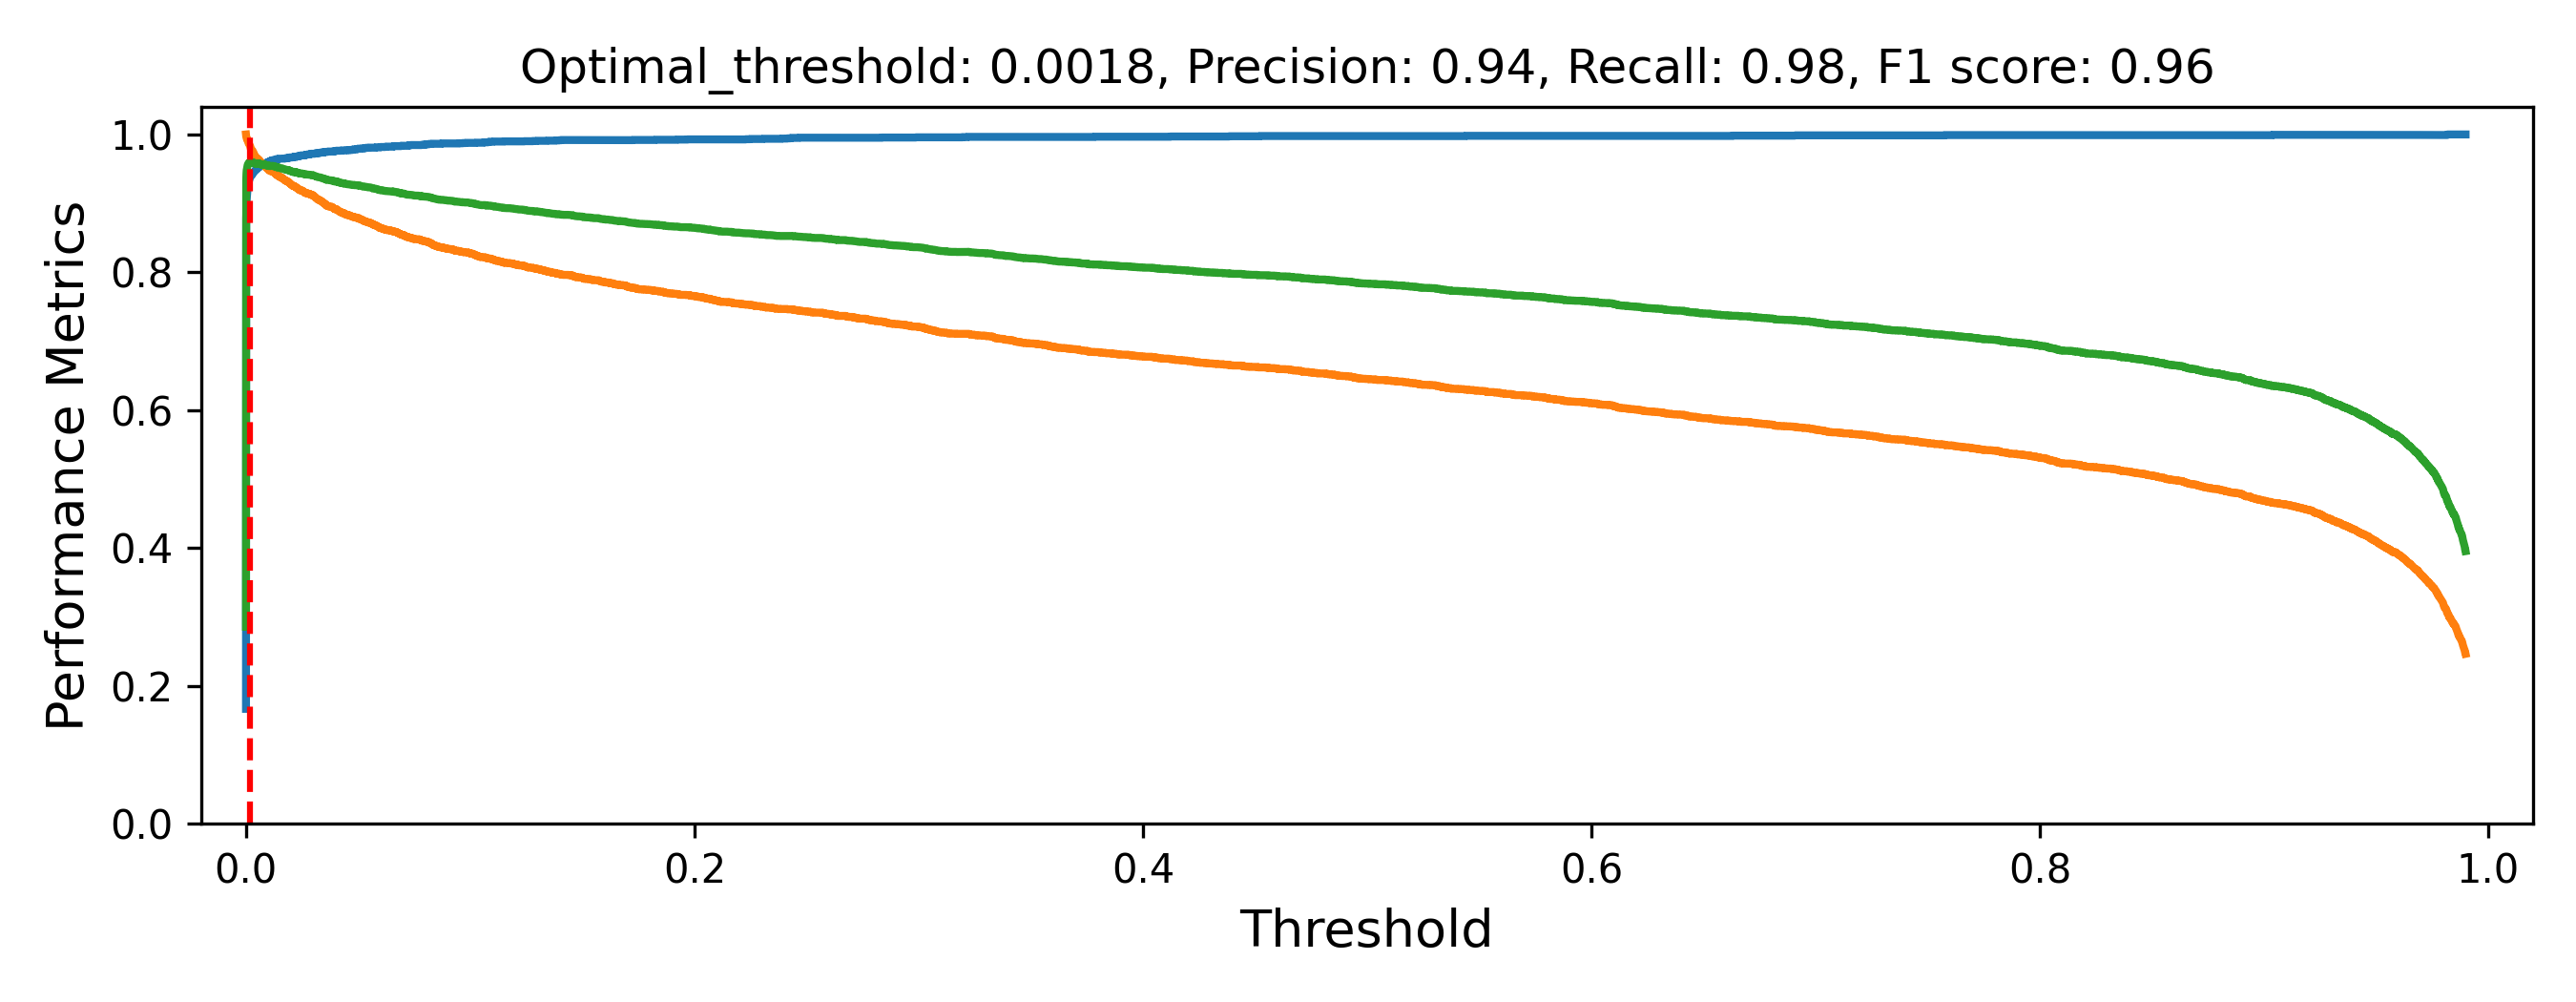 Optimal_threshold: 0.0018, Precision: 0.94, Recall: 0.98, F1 score: 0.96
Performance Metrics
1.0
0.8
0.6
0.4
0.2
0.0
0.0 0.2 0.4 0.6 0.8 1.0
Threshold